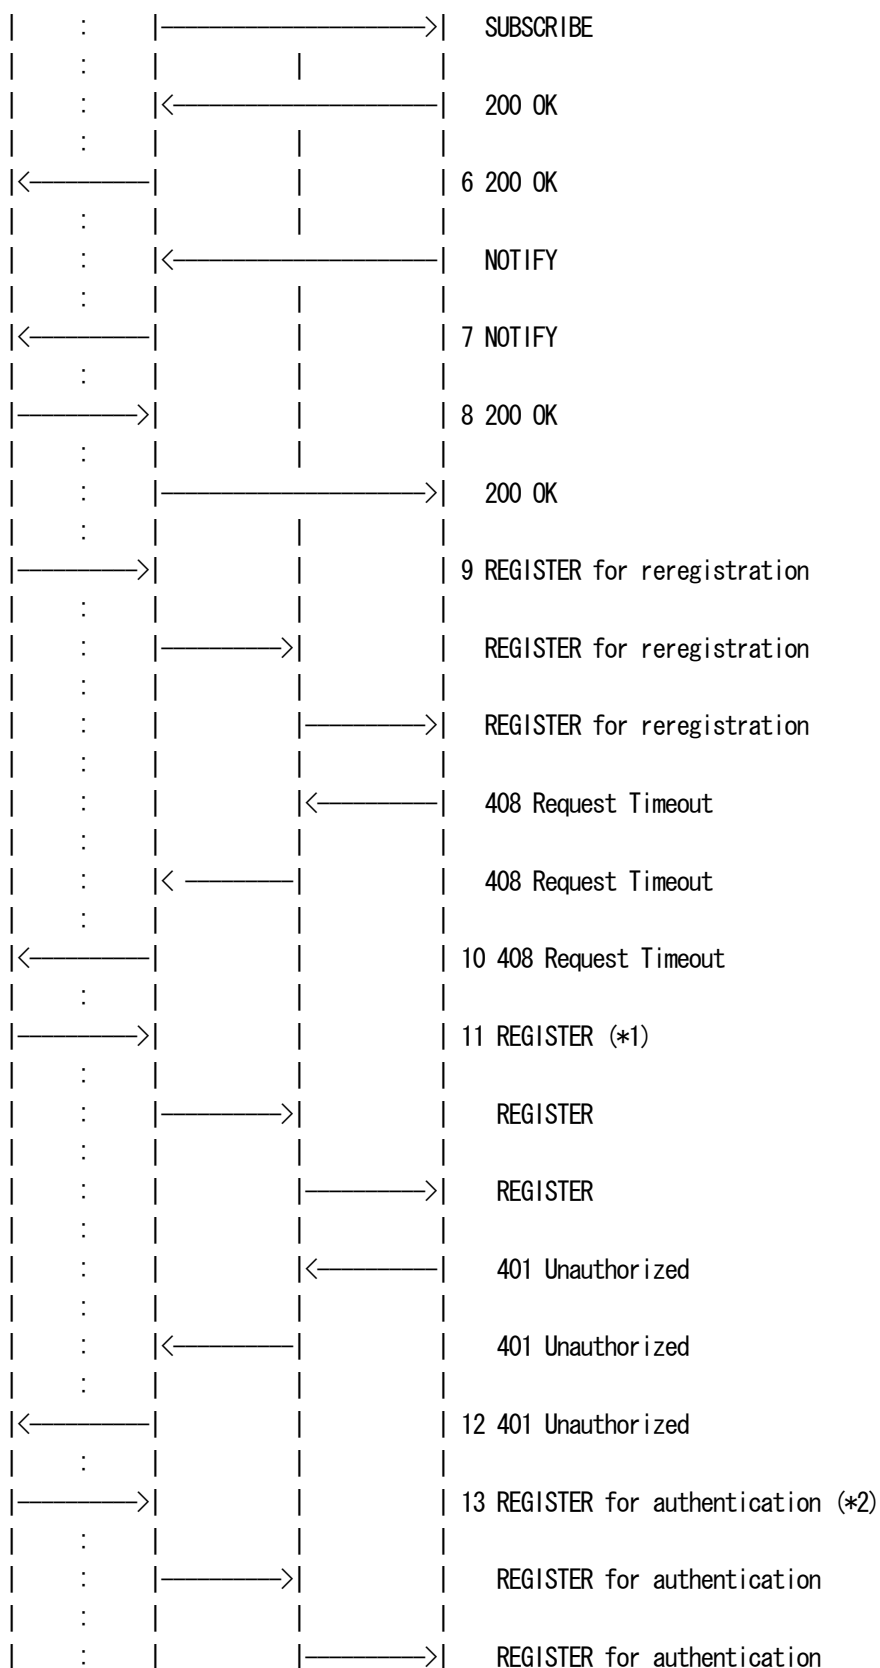 SUBSCRIBE
200 OK
6 200 OK
NOTIFY
7 NOTIFY
8 200 OK
200 OK
9 REGISTER for reregistration
REGISTER for reregistration
REGISTER for reregistration
408 Request Timeout
408 Request Timeout
10 408 Request Timeout
11 REGISTER (*1)
REGISTER
REGISTER
401 Unauthorized
401 Unauthorized
12 401 Unauthorized
13 REGISTER for authentication (*2)
REGISTER for authentication
REGISTER for authentication